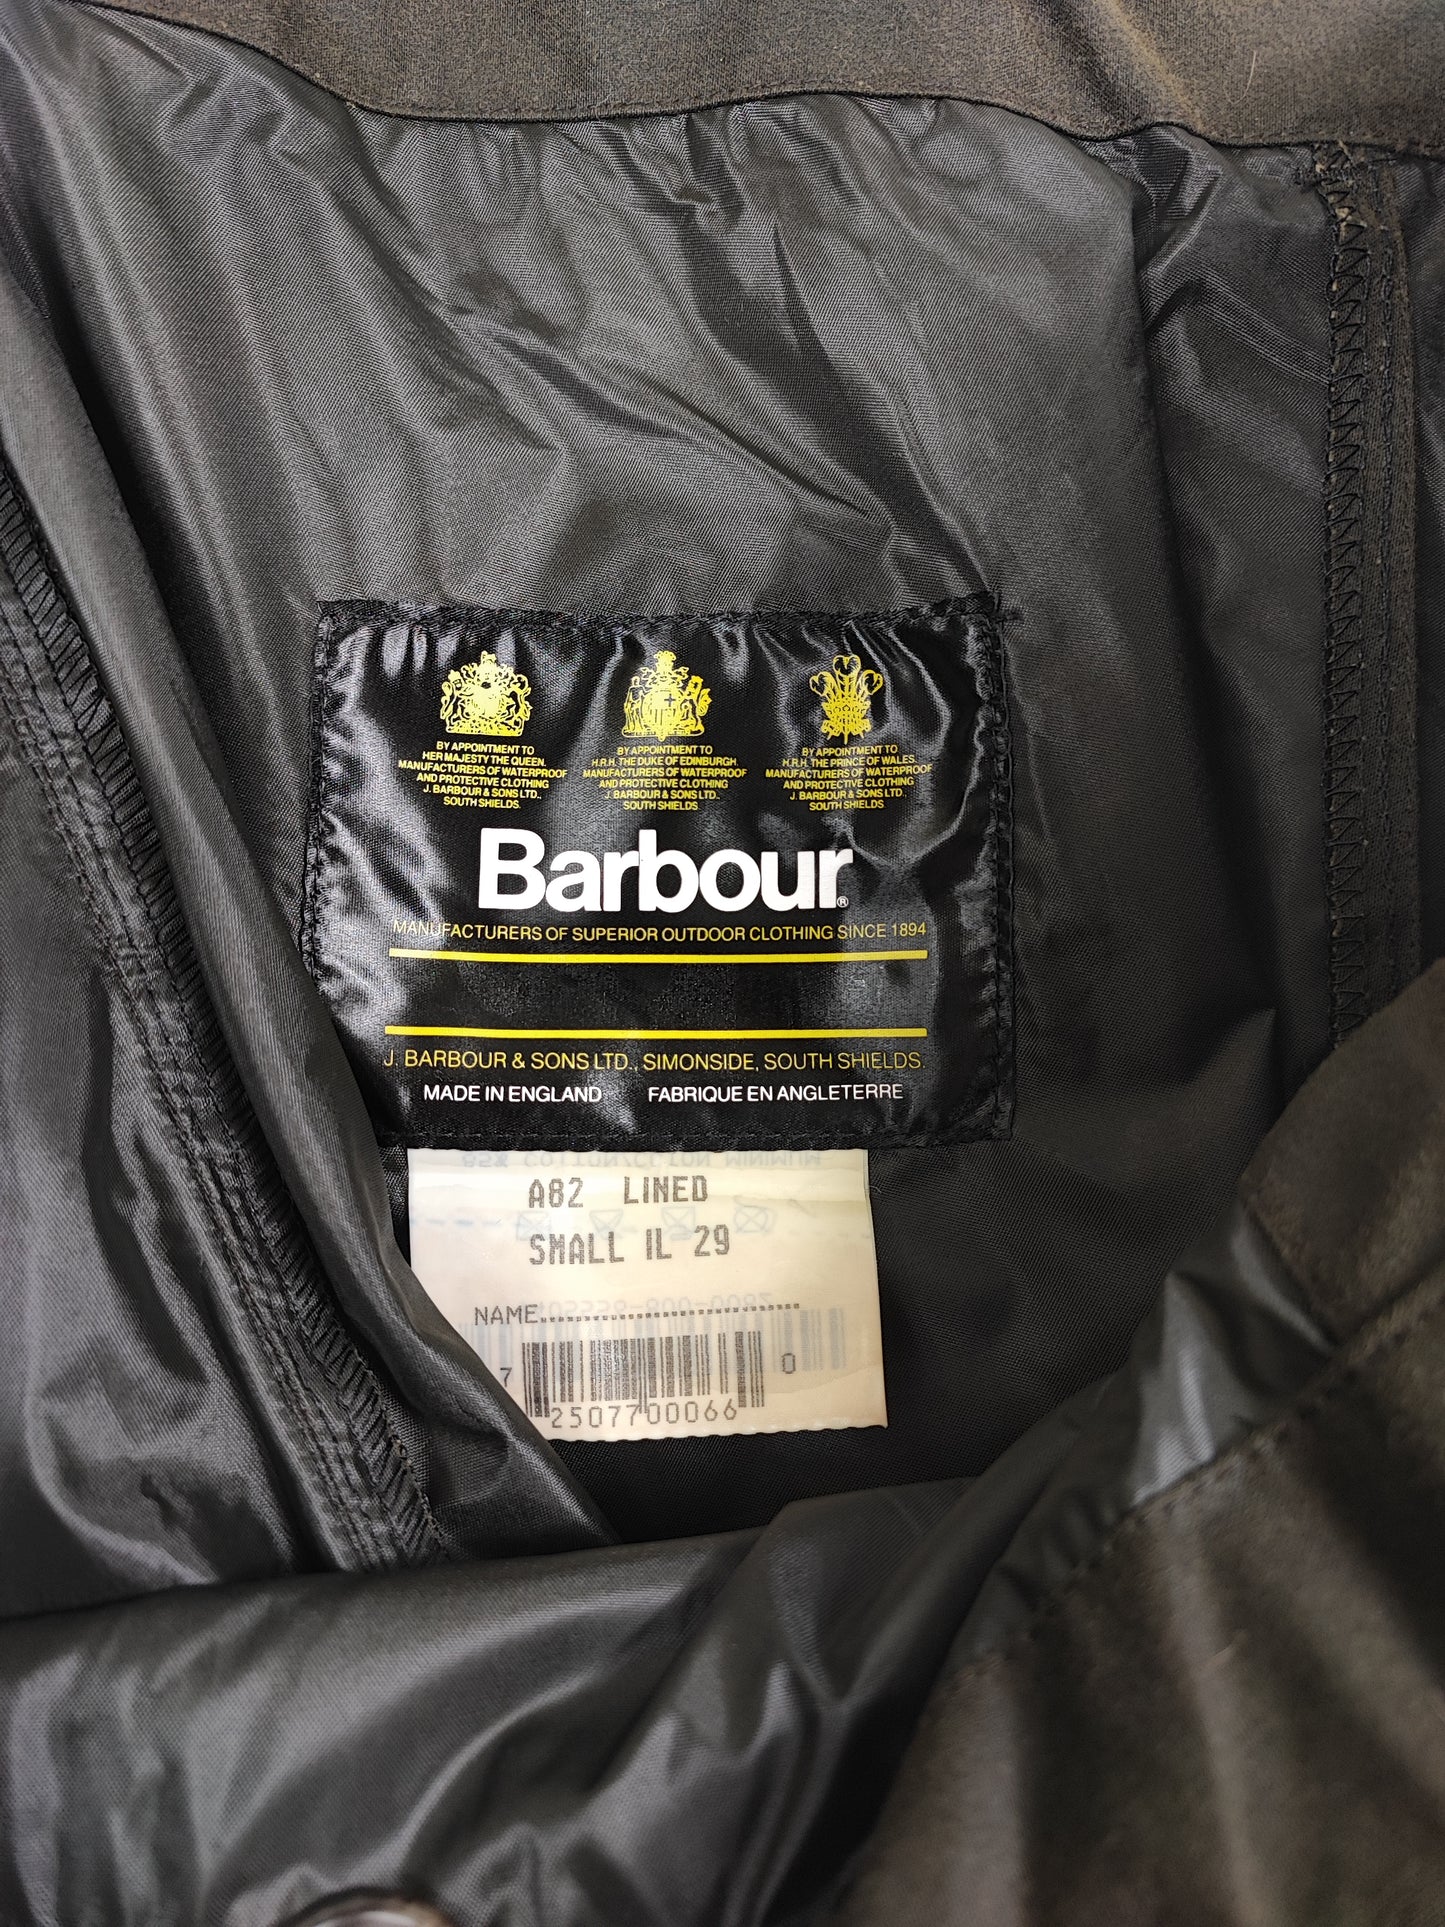 BY APPOINTMENT TO
HER MAJESTY THE QUEEN.
MANUFACTURERS OF WATERPROOF
AND PROTECTIVE CLOTHING
J. BARBOUR & SONS LTD.,
SOUTH SHIELDS.
BY APPOINTMENT TO
H.R.H. THE DUKE OF EDINBURGH.
MANUFACTURERS OF WATERPROOF
AND PROTECTIVE CLOTHING
J. BARBOUR & SONS LTD.,
SOUTH SHIELDS.
BY APPOINTMENT TO
H.R.H. THE PRINCE OF WALES.
MANUFACTURERS OF WATERPROOF
AND PROTECTIVE CLOTHING
J. BARBOUR & SONS LTD.,
SOUTH SHIELDS.
Barbour®
MANUFACTURERS OF SUPERIOR OUTDOOR CLOTHING SINCE 1894
J. BARBOUR & SONS LTD., SIMONSIDE, SOUTH SHIELDS.
MADE IN ENGLAND FABRIQUE EN ANGLETERRE
A82 LINED
SMALL IL 29
NAME
7 25077 00066 0